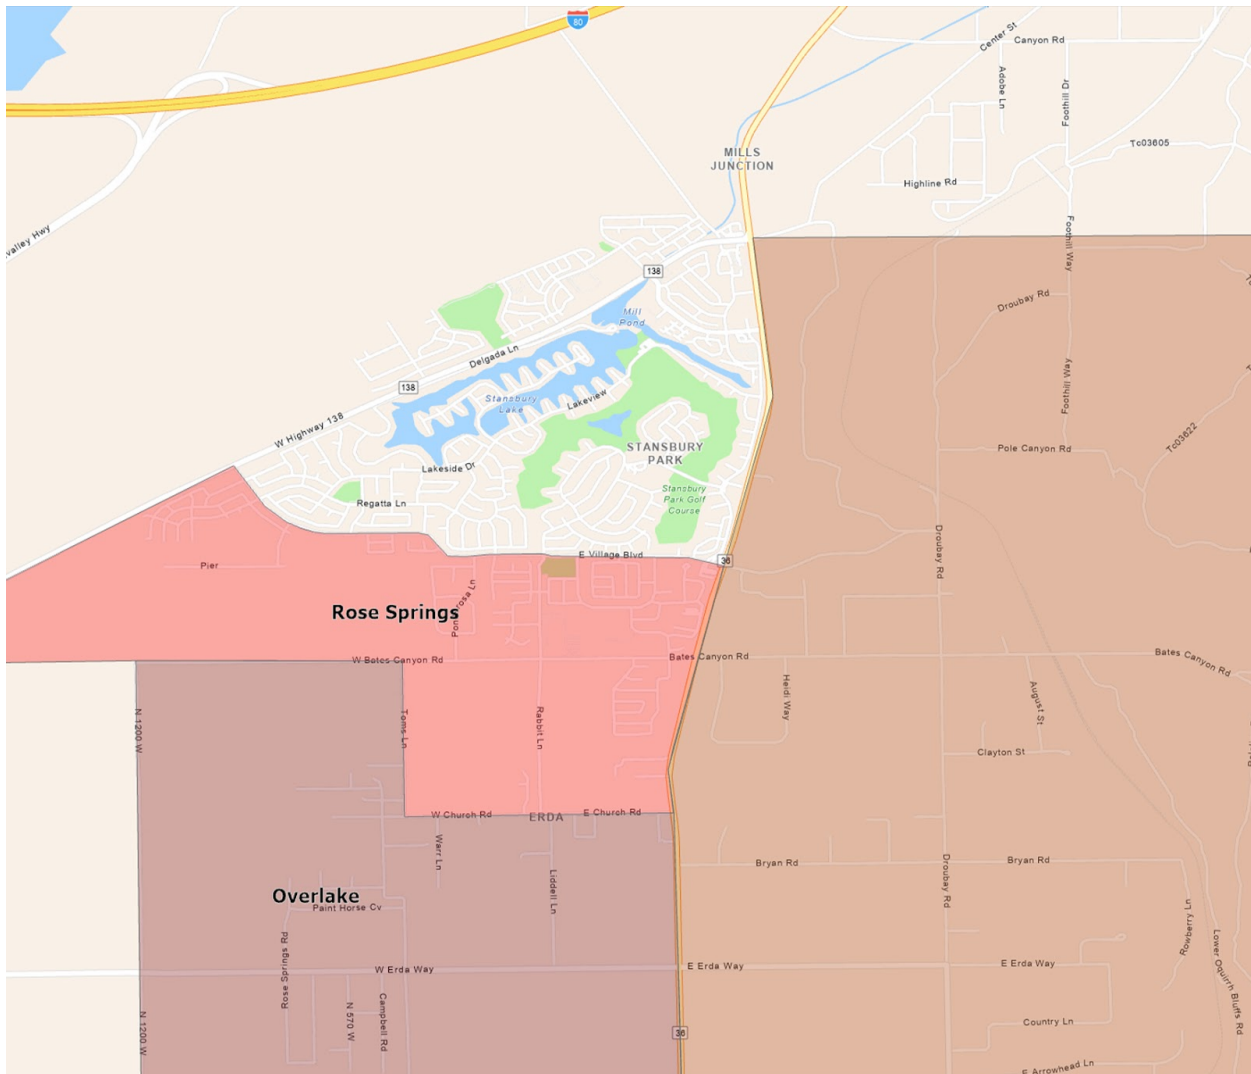 80
Center St
Canyon Rd
Adobe Ln
Foothill Dr
MILLS
JUNCTION
Tc03605
Highline Rd
valley Hwy
Foothill Way
138
Droubay Rd
Mill
Pond
Delgada Ln
138
Stansbury
Lake
Lakeview
Foothill Way
W Highway 138
Tc03622
STANSBURY
PARK
Pole Canyon Rd
Lakeside Dr
Regatta Ln
Stansbury
Park Golf
Course
E Village Blvd
36
Droubay Rd
Pier
Ponderosa Ln
Rose Springs
W Bates Canyon Rd
Bates Canyon Rd
Bates Canyon Rd
N 1200 W
Toms Ln
Rabbit Ln
Heidi Way
August St
Clayton St
W Church Rd
ERDA
E Church Rd
Warr Ln
Bryan Rd
Bryan Rd
Droubay Rd
Overlake
Paint Horse Cv
Liddell Ln
Rowberry Ln
Rose Springs Rd
W Erda Way
E Erda Way
E Erda Way
Lower Oquirrh Bluffs Rd
N 1200 W
N 570 W
Campbell Rd
36
Country Ln
E Arrowhead Ln